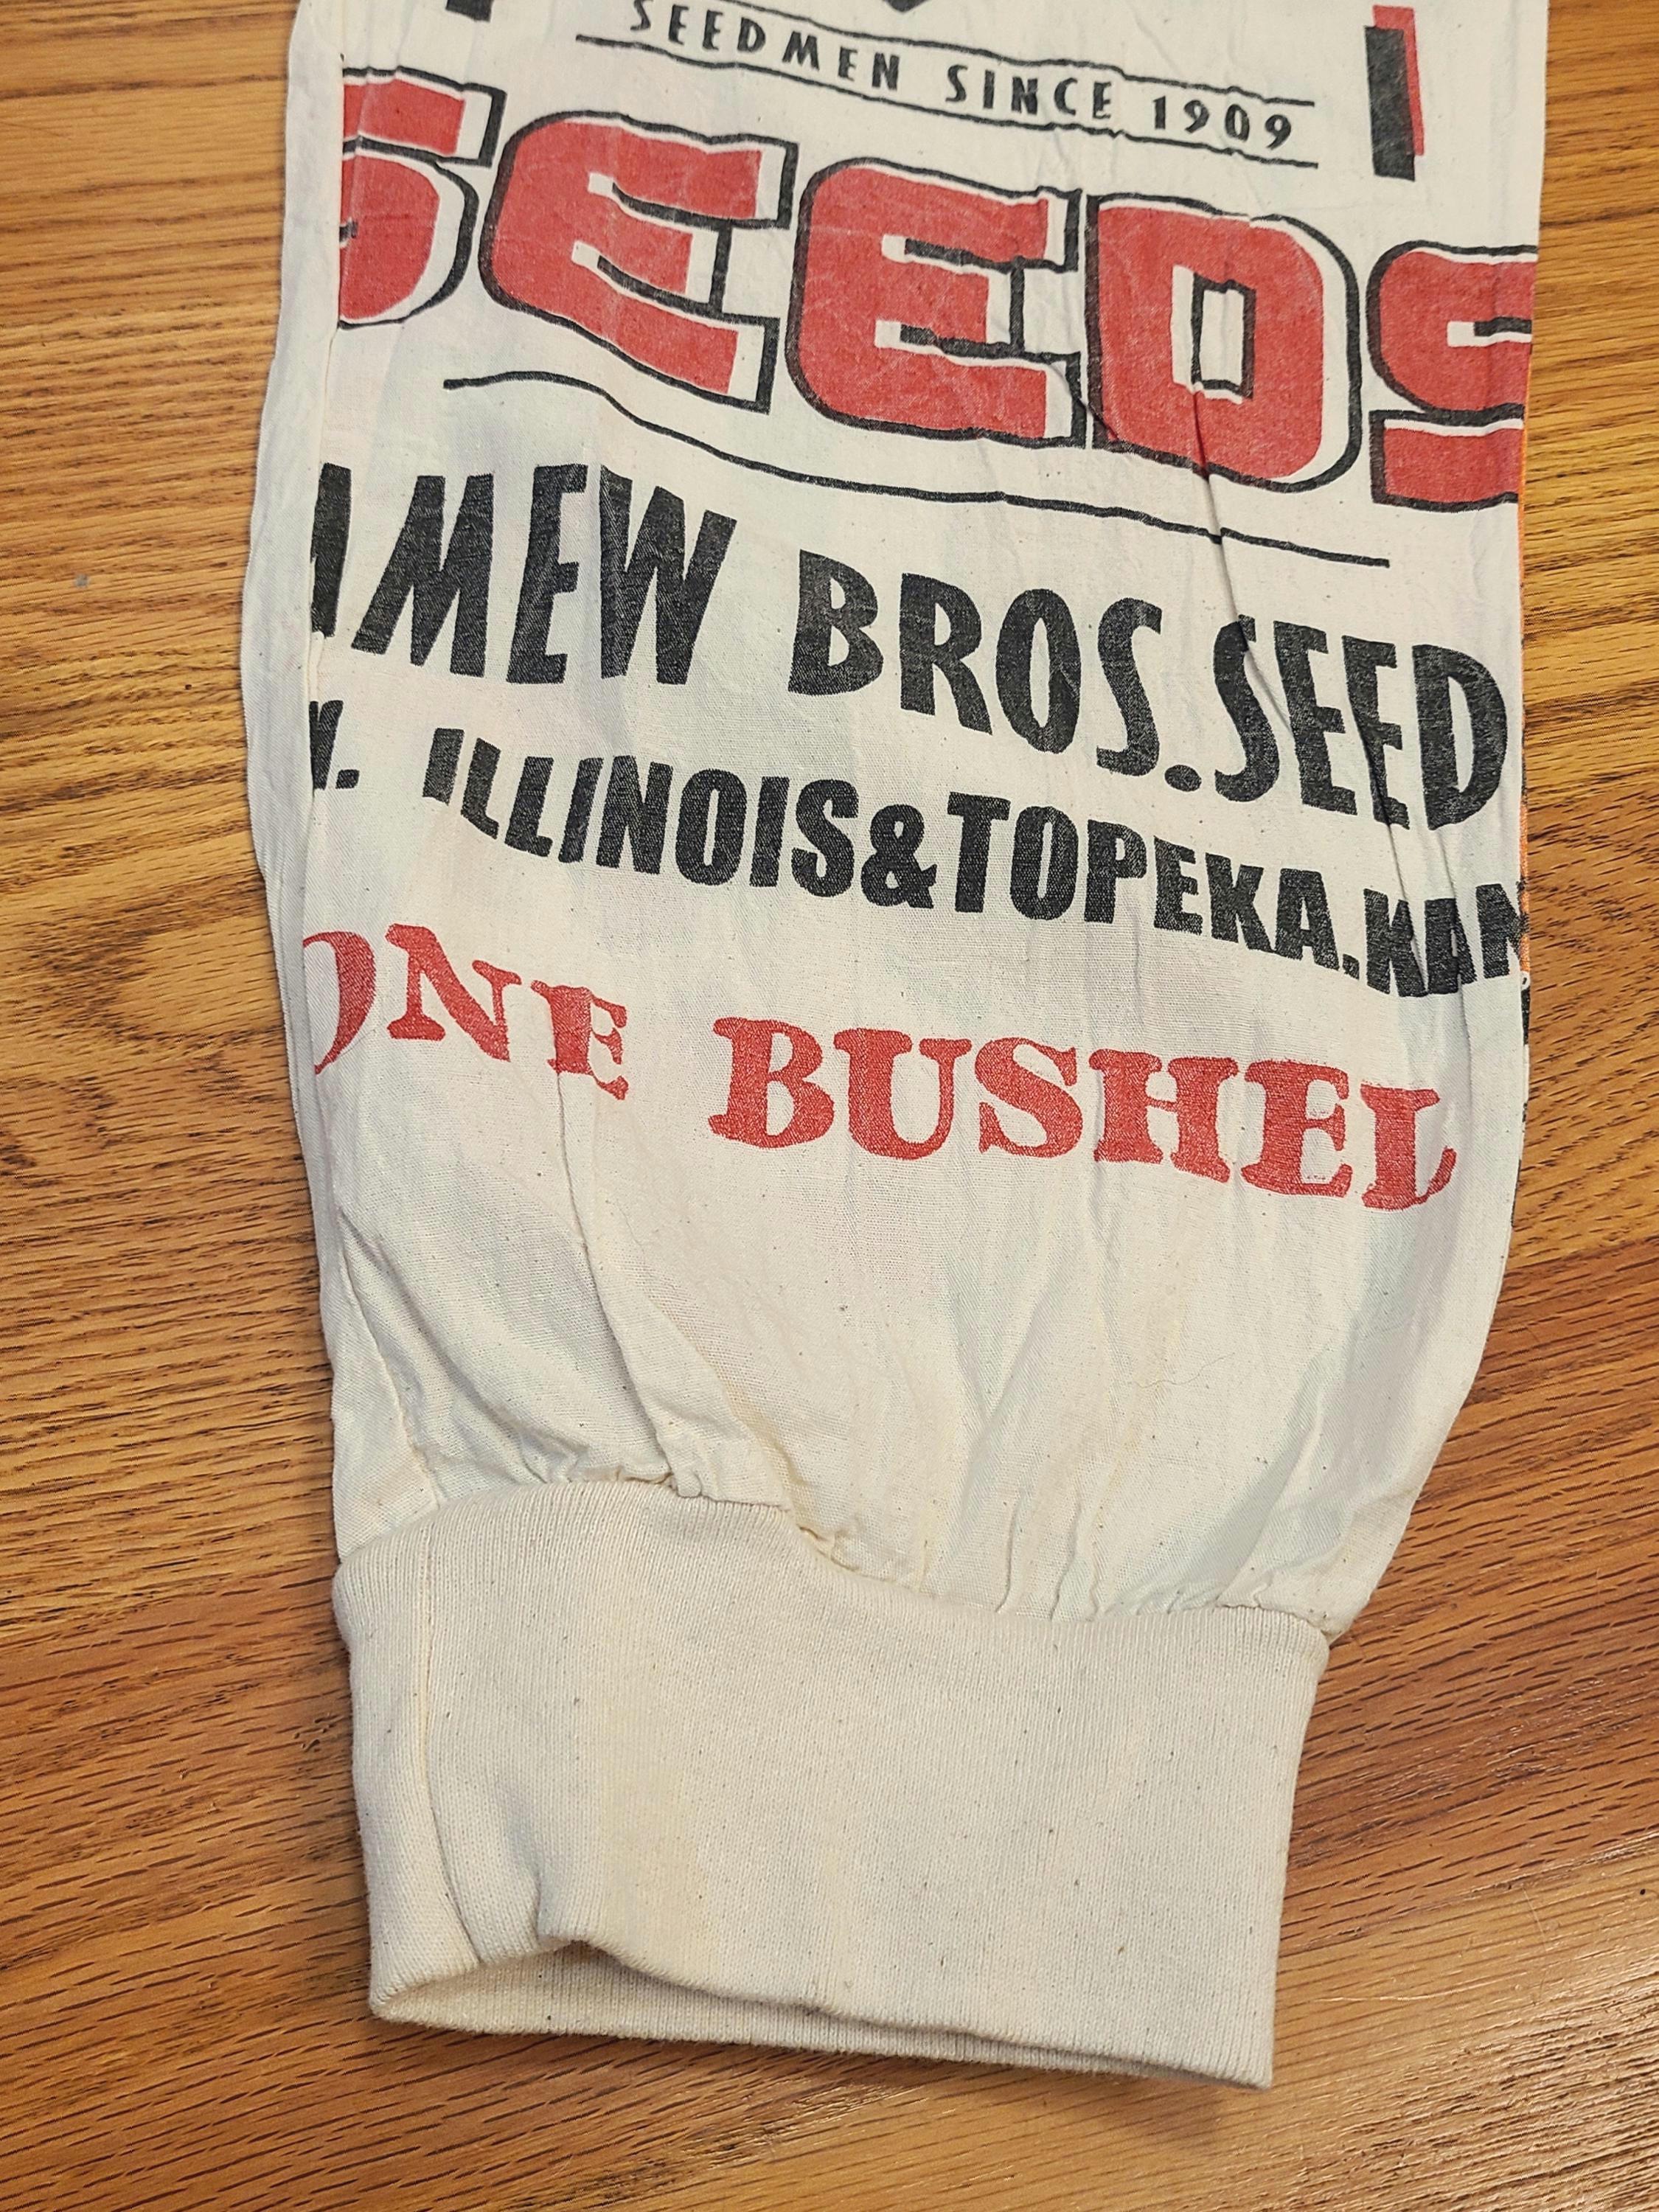 SEEDMEN SINCE 1909
SEEDS
MEW BROS.SEED
. ILLINOIS&TOPEKA.KAN
ONE BUSHEL